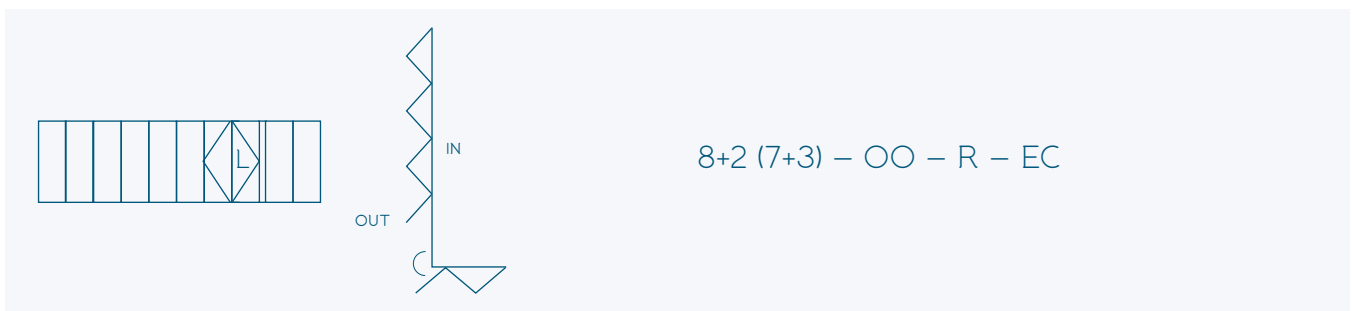 L
IN
OUT
8+2 (7+3) – OO – R – EC